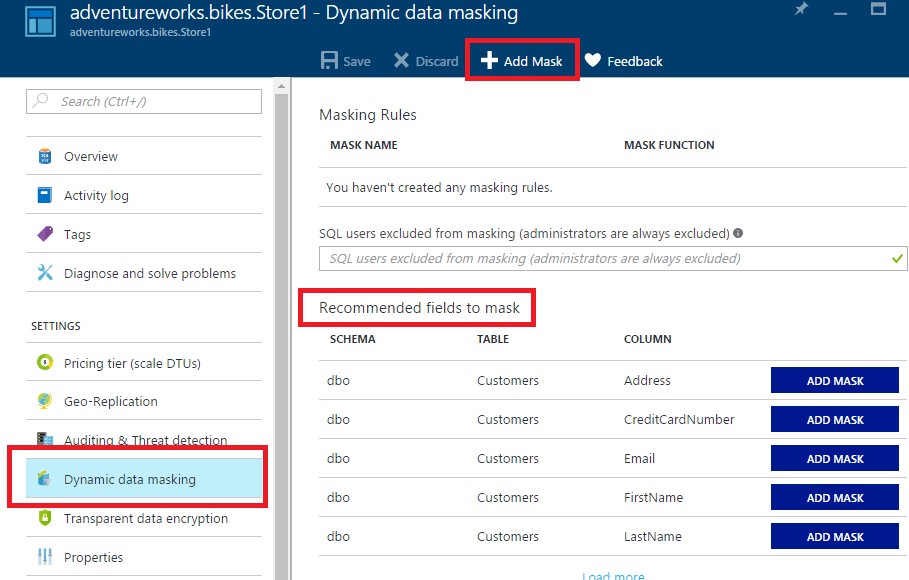 adventureworks.bikes.Store1 - Dynamic data masking
adventureworks.bikes.Store1
Save Discard Add Mask Feedback
Search (Ctrl+/)
Overview
Activity log
Tags
Diagnose and solve problems
SETTINGS
Pricing tier (scale DTUs)
Geo-Replication
Auditing & Threat detection
Dynamic data masking
Transparent data encryption
Properties
Masking Rules
MASK NAME MASK FUNCTION
You haven't created any masking rules.
SQL users excluded from masking (administrators are always excluded)
SQL users excluded from masking (administrators are always excluded)
Recommended fields to mask
SCHEMA TABLE COLUMN
dbo Customers Address ADD MASK
dbo Customers CreditCardNumber ADD MASK
dbo Customers Email ADD MASK
dbo Customers FirstName ADD MASK
dbo Customers LastName ADD MASK
Load more